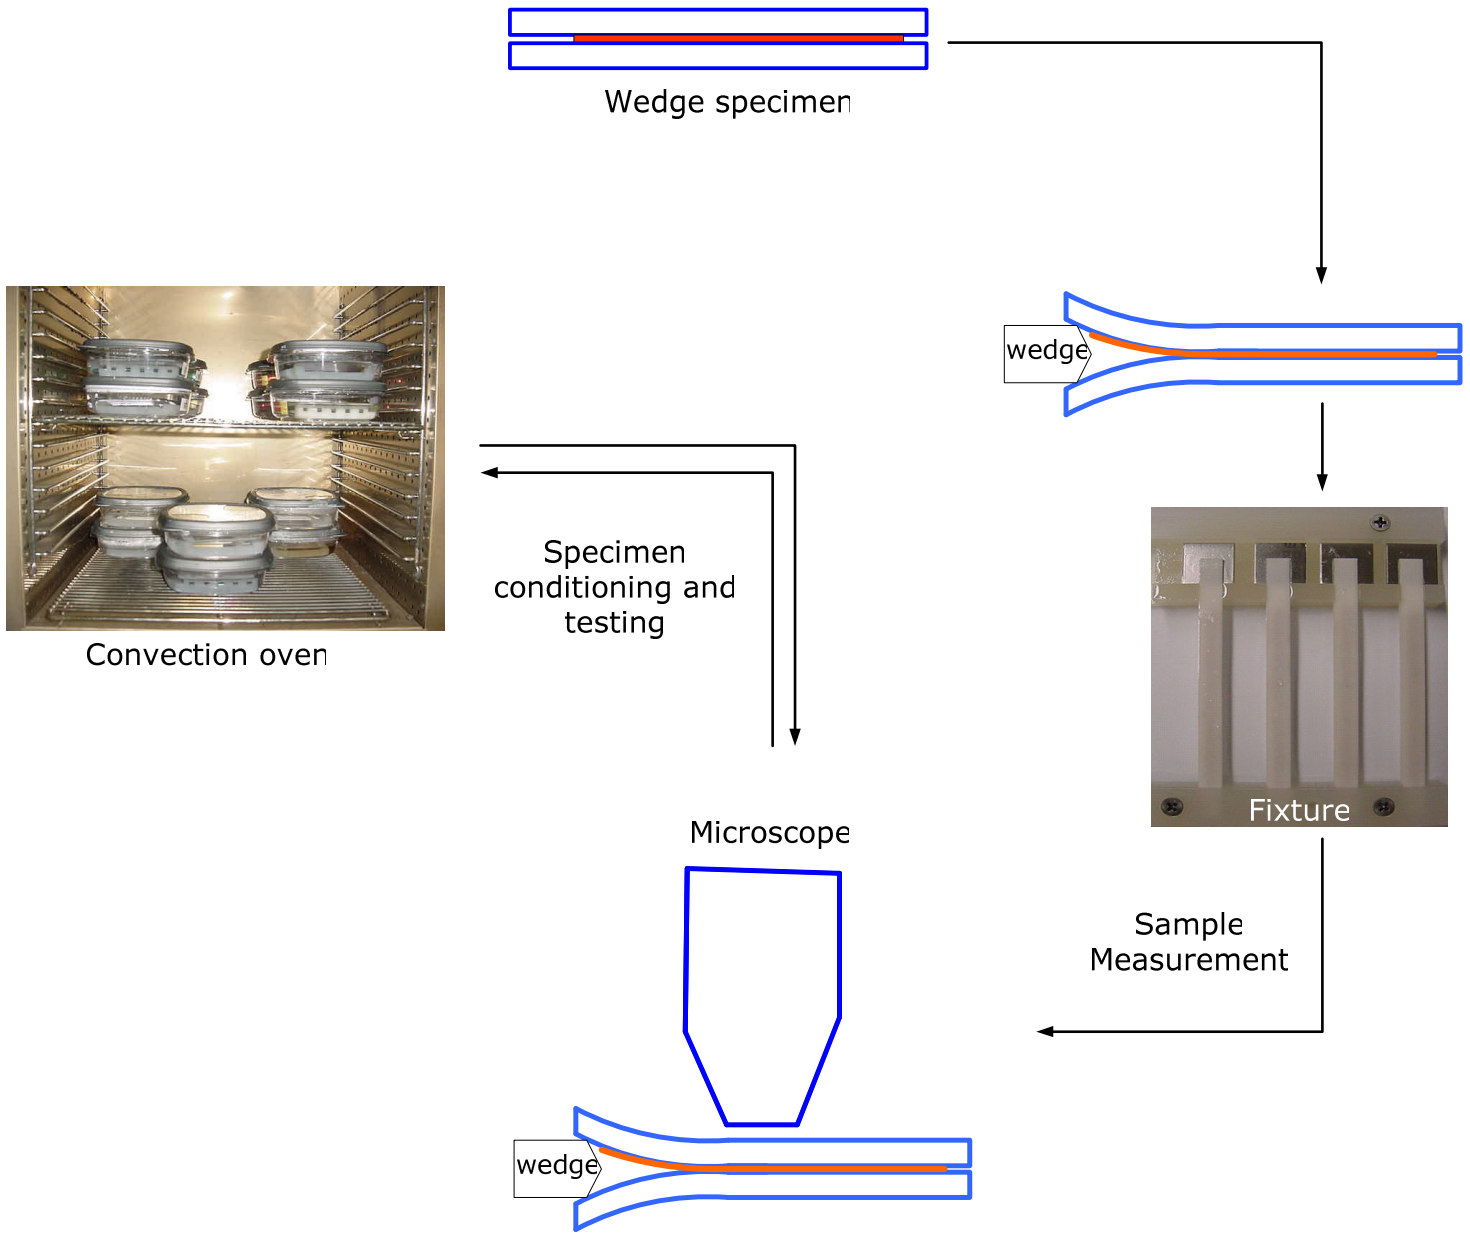 Wedge specimen
wedge
Specimen
conditioning and
testing
Convection oven
Fixture
Microscope
Sample
Measurement
wedge